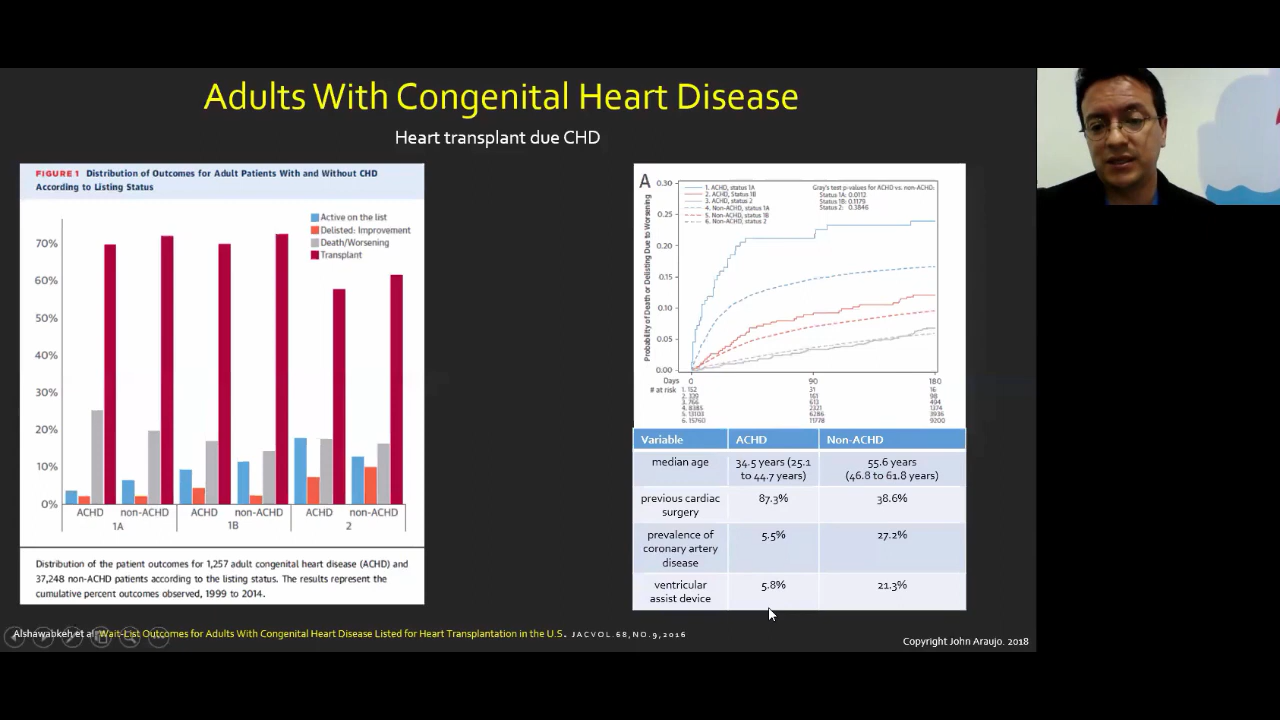 Adults With Congenital Heart Disease
Heart transplant due CHD
FIGURE 1 Distribution of Outcomes for Adult Patients With and Without CHD
According to Listing Status
Active on the list
Delisted: Improvement
Death/Worsening
Transplant
70%
60%
50%
40%
30%
20%
10%
0%
ACHD non-ACHD ACHD non-ACHD ACHD non-ACHD
1A 1B 2
Distribution of the patient outcomes for 1,257 adult congenital heart disease (ACHD) and
37,248 non-ACHD patients according to the listing status. The results represent the
cumulative percent outcomes observed, 1999 to 2014.
A
Probability of Death or Delisting Due to Worsening
0.30
0.25
0.20
0.15
0.10
0.05
0.00
1. ACHD, status 1A
2. ACHD, Status 1B
3. ACHD, status 2
4. Non-ACHD, status 1A
5. Non-ACHD, status 1B
6. Non-ACHD, status 2
Gray's test p-values for ACHD vs. non-ACHD:
Status 1A: 0.0112
Status 1B: 0.1179
Status 2: 0.3846
Days 0 90 180
# at risk 1. 152 31 16
2. 339 161 98
3. 766 613 494
4. 8385 2321 1374
5. 13103 6286 3936
6. 15760 11778 9200
Variable ACHD Non-ACHD
median age 34.5 years (25.1 to 44.7 years) 55.6 years (46.8 to 61.8 years)
previous cardiac surgery 87.3% 38.6%
prevalence of coronary artery disease 5.5% 27.2%
ventricular assist device 5.8% 21.3%
Alshawabkeh,et al. Wait-List Outcomes for Adults With Congenital Heart Disease Listed for Heart Transplantation in the U.S. JACVOL.68,NO.9,2016
Copyright John Araujo. 2018